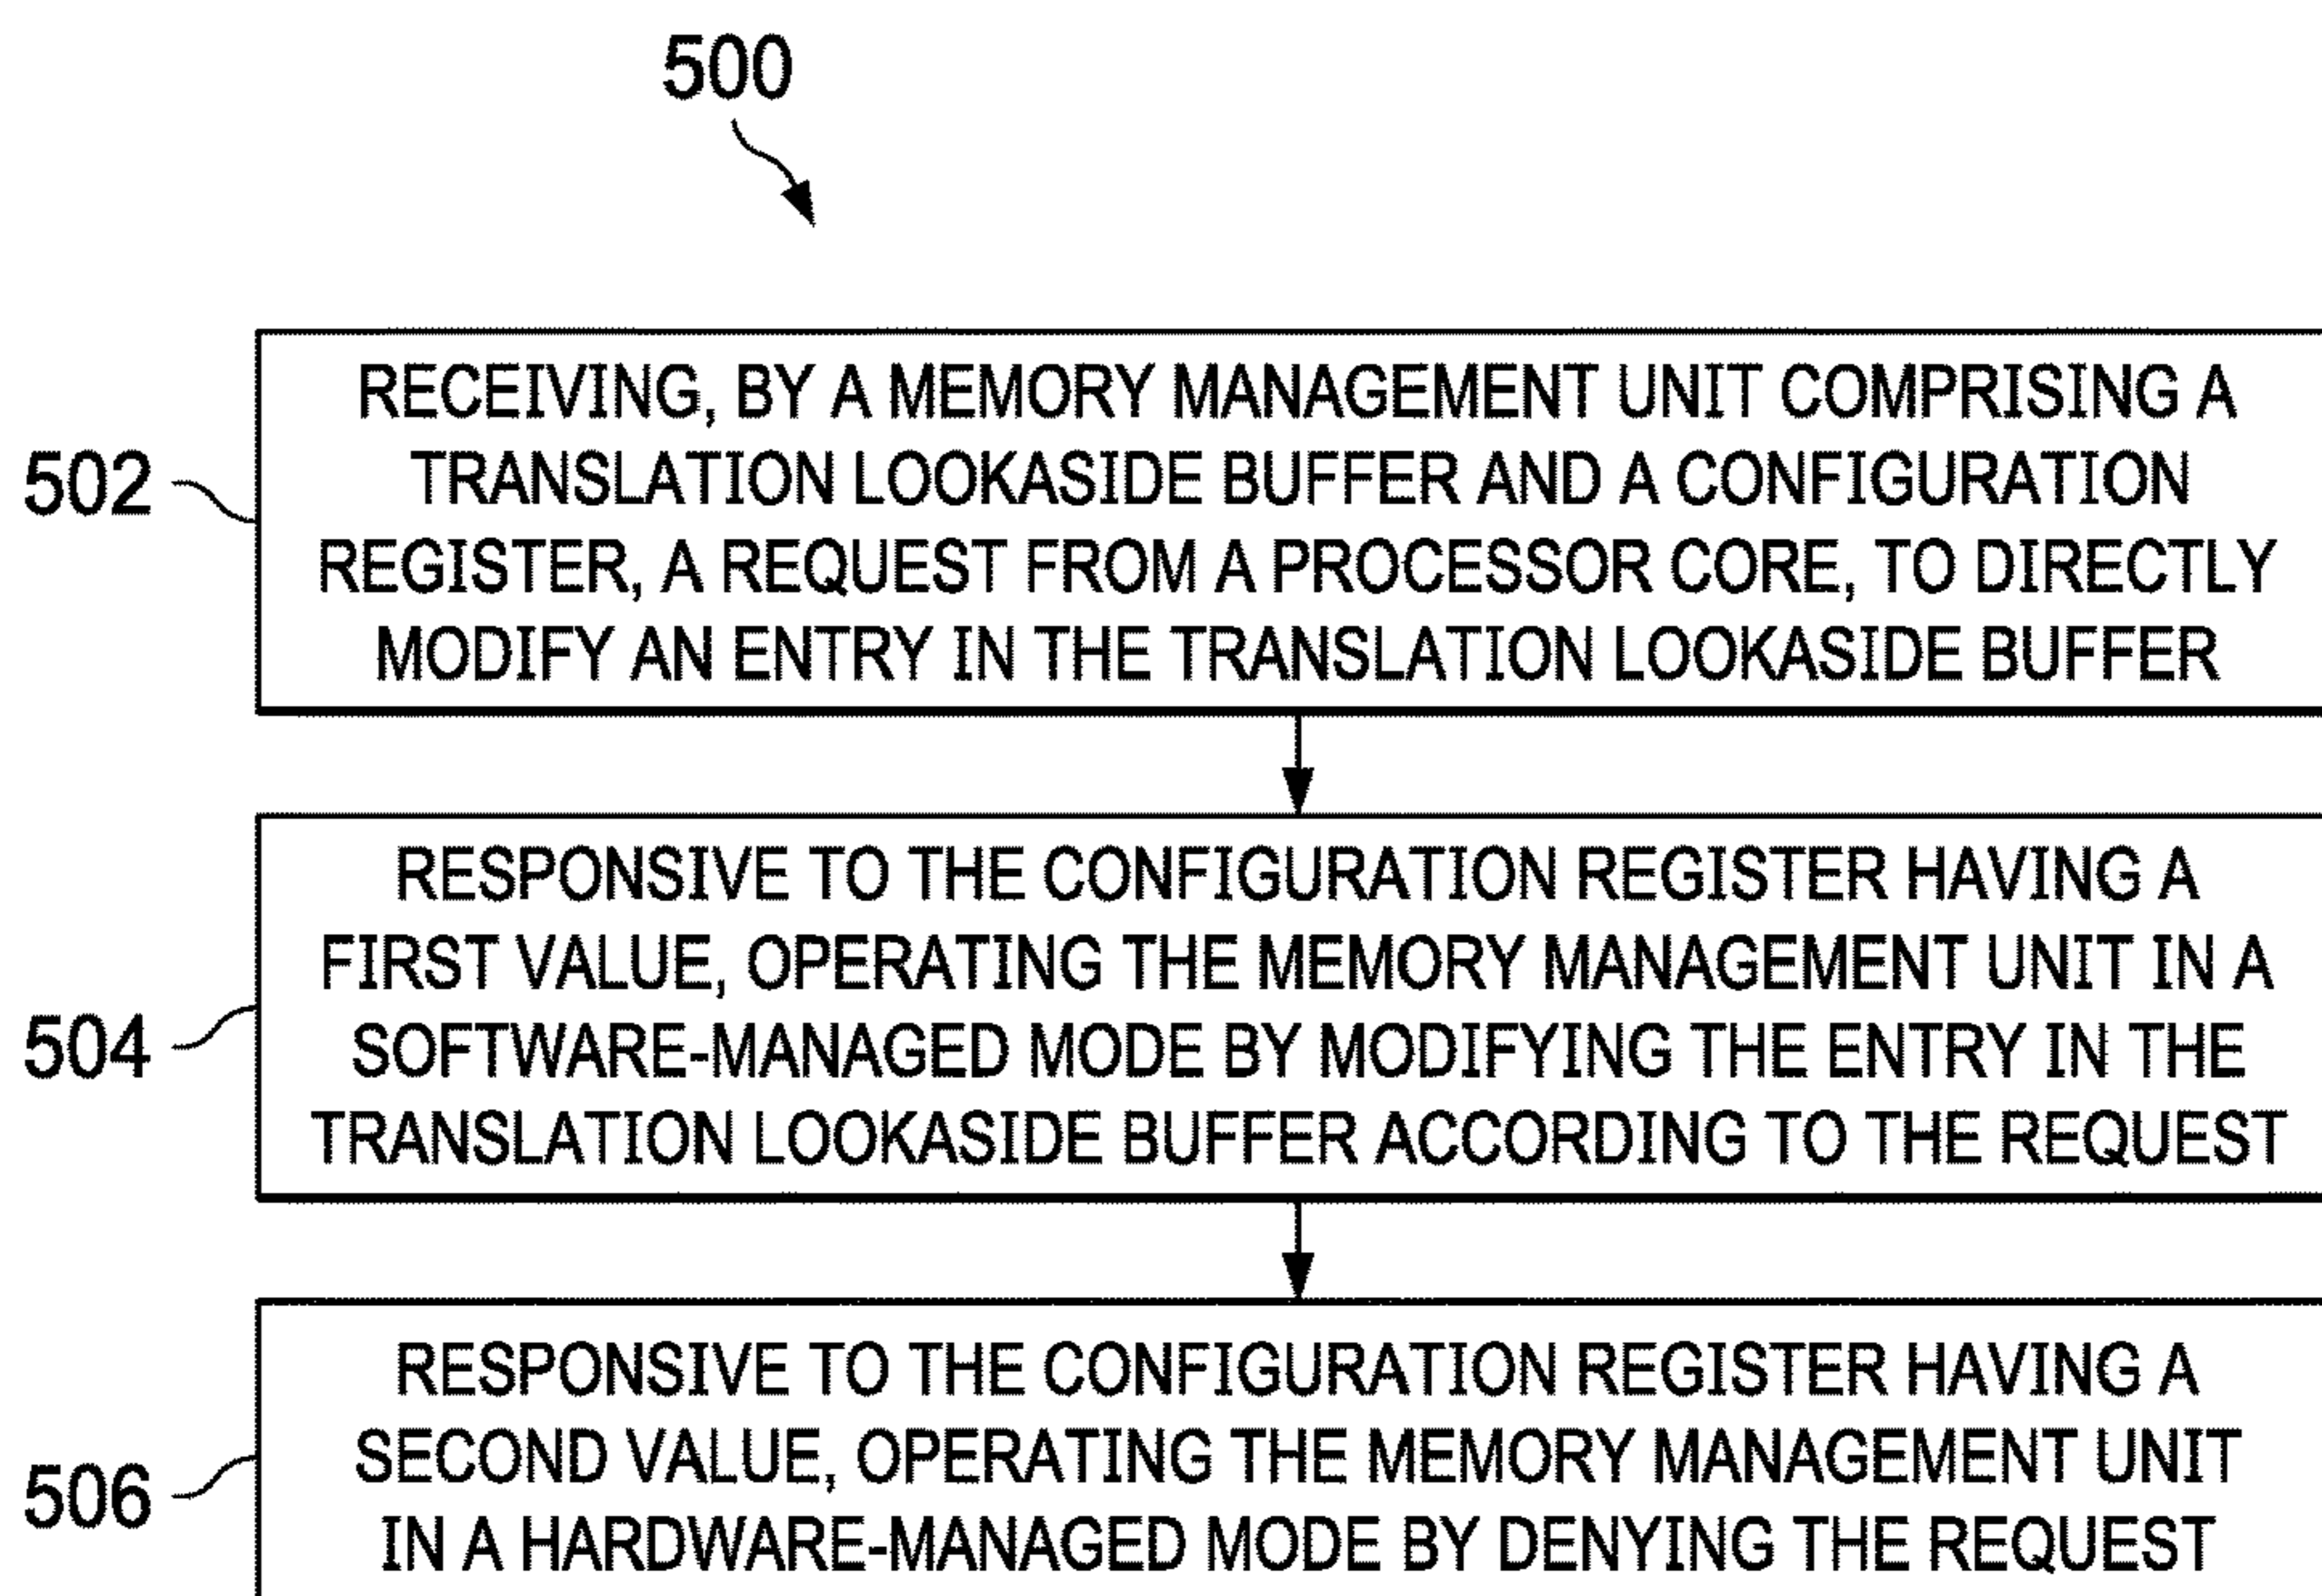 500
502
RECEIVING, BY A MEMORY MANAGEMENT UNIT COMPRISING A
TRANSLATION LOOKASIDE BUFFER AND A CONFIGURATION
REGISTER, A REQUEST FROM A PROCESSOR CORE, TO DIRECTLY
MODIFY AN ENTRY IN THE TRANSLATION LOOKASIDE BUFFER
504
RESPONSIVE TO THE CONFIGURATION REGISTER HAVING A
FIRST VALUE, OPERATING THE MEMORY MANAGEMENT UNIT IN A
SOFTWARE-MANAGED MODE BY MODIFYING THE ENTRY IN THE
TRANSLATION LOOKASIDE BUFFER ACCORDING TO THE REQUEST
506
RESPONSIVE TO THE CONFIGURATION REGISTER HAVING A
SECOND VALUE, OPERATING THE MEMORY MANAGEMENT UNIT
IN A HARDWARE-MANAGED MODE BY DENYING THE REQUEST